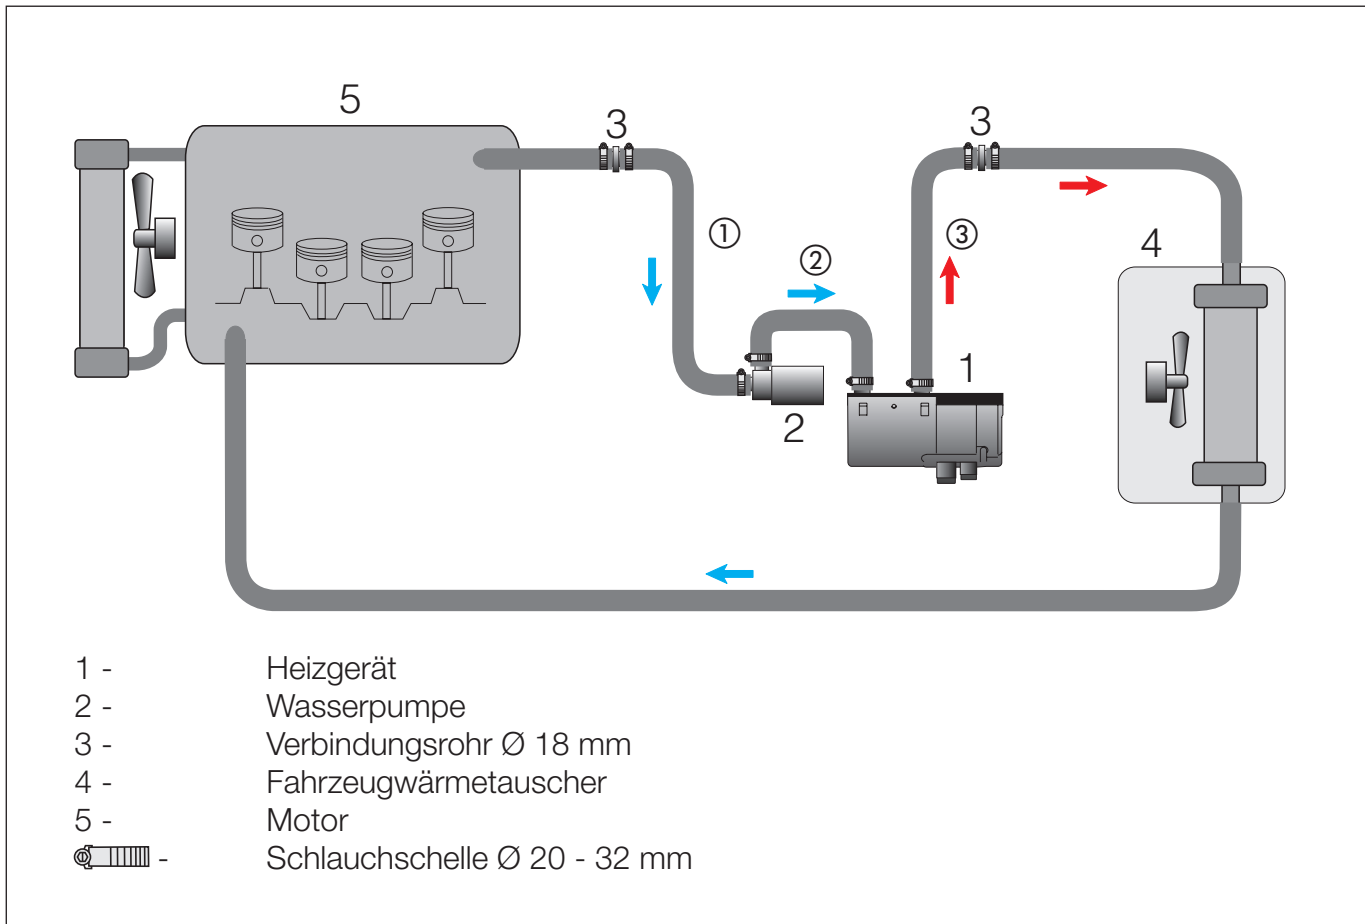 5
3
3
①
②
③
4
1
2
1 - Heizgerät
2 - Wasserpumpe
3 - Verbindungsrohr Ø 18 mm
4 - Fahrzeugwärmetauscher
5 - Motor
- Schlauchschelle Ø 20 - 32 mm